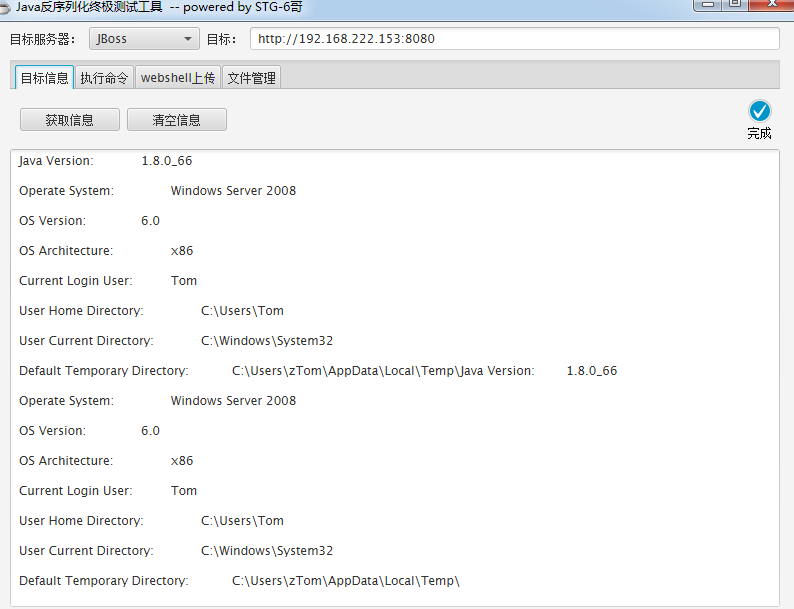 Java反序列化终极测试工具 -- powered by STG-6哥
目标服务器： JBoss 目标： http://192.168.222.153:8080
目标信息 执行命令 webshell上传 文件管理
获取信息 清空信息
完成
Java Version: 1.8.0_66
Operate System: Windows Server 2008
OS Version: 6.0
OS Architecture: x86
Current Login User: Tom
User Home Directory: C:\Users\Tom
User Current Directory: C:\Windows\System32
Default Temporary Directory: C:\Users\zTom\AppData\Local\Temp\Java Version: 1.8.0_66
Operate System: Windows Server 2008
OS Version: 6.0
OS Architecture: x86
Current Login User: Tom
User Home Directory: C:\Users\Tom
User Current Directory: C:\Windows\System32
Default Temporary Directory: C:\Users\zTom\AppData\Local\Temp\